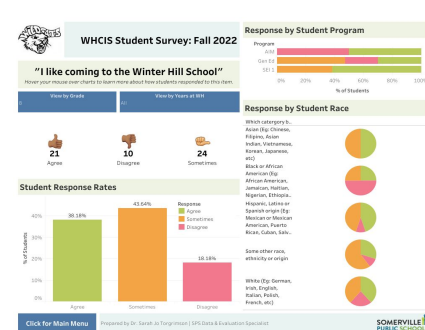 WHCIS Student Survey: Fall 2022
"I like coming to the Winter Hill School"
Hover your mouse over charts to learn more about how students responded to this item.
View by Grade
View by Years at WH
All
21
Agree
10
Disagree
24
Sometimes
Student Response Rates
% of Students
40%
30%
20%
10%
0%
38.18%
43.64%
18.18%
Response
Agree
Sometimes
Disagree
Agree
Sometimes
Disagree
Response by Student Program
Program
AIM
Gen Ed
SEI 1
0%
20%
40%
60%
80%
100%
% of Students
Response by Student Race
Which catergory b..
Asian (Eg: Chinese,
Filipino, Asian
Indian, Vietnamese,
Korean, Japanese,
etc)
Black or African
American (Eg:
African American,
Jamaican, Haitian,
Nigerian, Ethiopia..
Hispanic, Latino or
Spanish origin (Eg:
Mexican or Mexican
American, Puerto
Rican, Cuban, Salv..
Some other race,
ethnicity or origin
White (Eg: German,
Irish, English,
Italian, Polish,
French, etc)
Click for Main Menu
Prepared by Dr. Sarah Jo Torgrimson | SPS Data & Evaluation Specialist
SOMERVILLE
PUBLIC SCHOOL